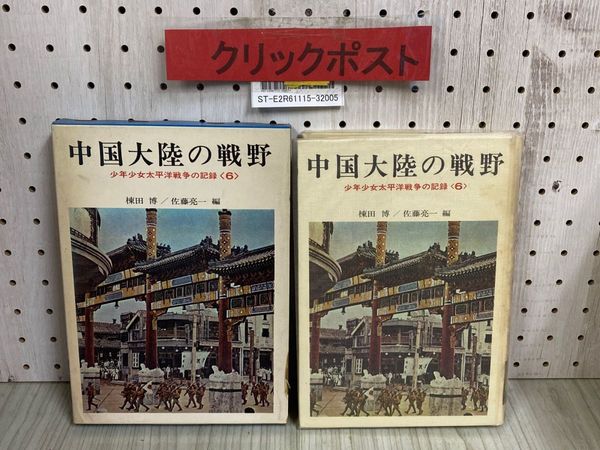 クリックポスト
ST-E2R61115-32005
中国大陸の戦野
少年少女太平洋戦争の記録〈6〉
棟田 博／佐藤亮一 編
中国大陸の戦野
少年少女太平洋戦争の記録〈6〉
棟田 博／佐藤亮一 編